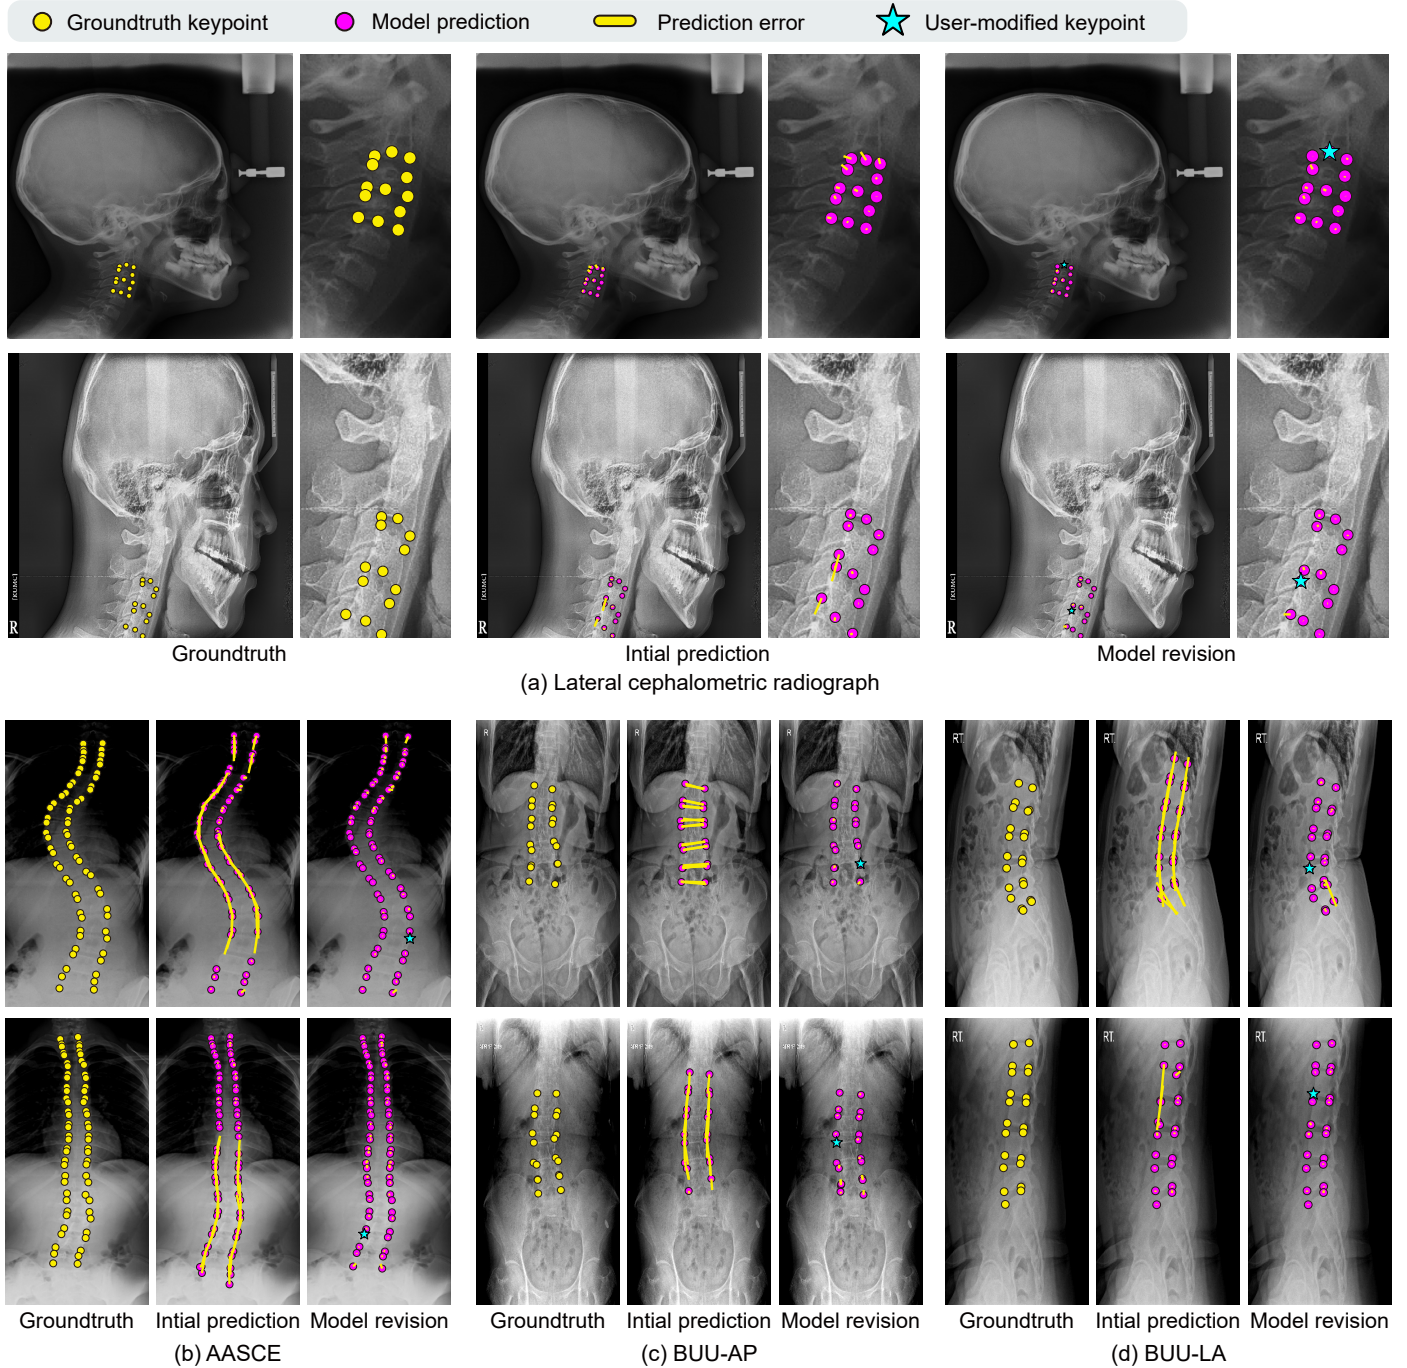 Groundtruth keypoint Model prediction Prediction error User-modified keypoint
R R R
Groundtruth Intial prediction Model revision
(a) Lateral cephalometric radiograph
R R R
RT. RT. RT.
RT. RT. RT.
Groundtruth Intial prediction Model revision Groundtruth Intial prediction Model revision Groundtruth Intial prediction Model revision
(b) AASCE (c) BUU-AP (d) BUU-LA